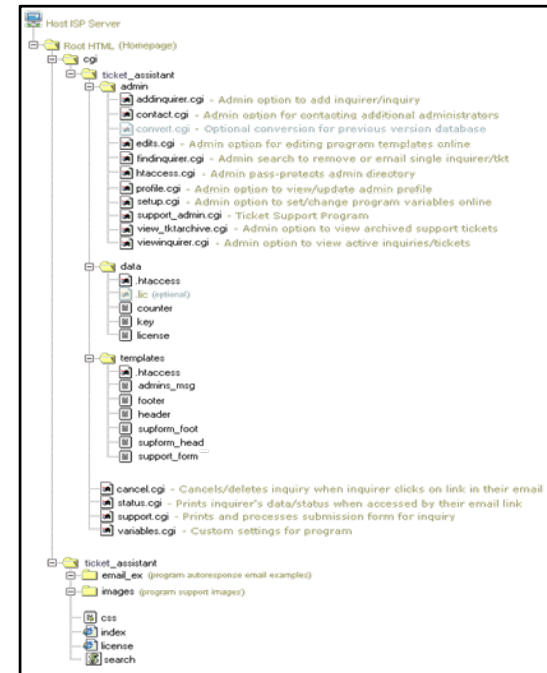 Host ISP Server
Root HTML (Homepage)
cgi
ticket_assistant
admin
addinquirer.cgi - Admin option to add inquirer/inquiry
contact.cgi - Admin option for contacting additional administrators
convert.cgi - Optional conversion for previous version database
edits.cgi - Admin option for editing program templates online
findinquirer.cgi - Admin search to remove or email single inquirer/tkt
htaccess.cgi - Admin pass-protects admin directory
profile.cgi - Admin option to view/update admin profile
setup.cgi - Admin option to set/change program variables online
support_admin.cgi - Ticket Support Program
view_tktarchive.cgi - Admin option to view archived support tickets
viewinquirer.cgi - Admin option to view active inquiries/tickets
data
.htaccess
.lic (optional)
counter
key
license
templates
.htaccess
admins_msg
footer
header
supform_foot
supform_head
support_form
cancel.cgi - Cancels/deletes inquiry when inquirer clicks on link in their email
status.cgi - Prints inquirer's data/status when accessed by their email link
support.cgi - Prints and processes submission form for inquiry
variables.cgi - Custom settings for program
ticket_assistant
email_ex (program autoresponse email examples)
images (program support images)
css
index
license
search